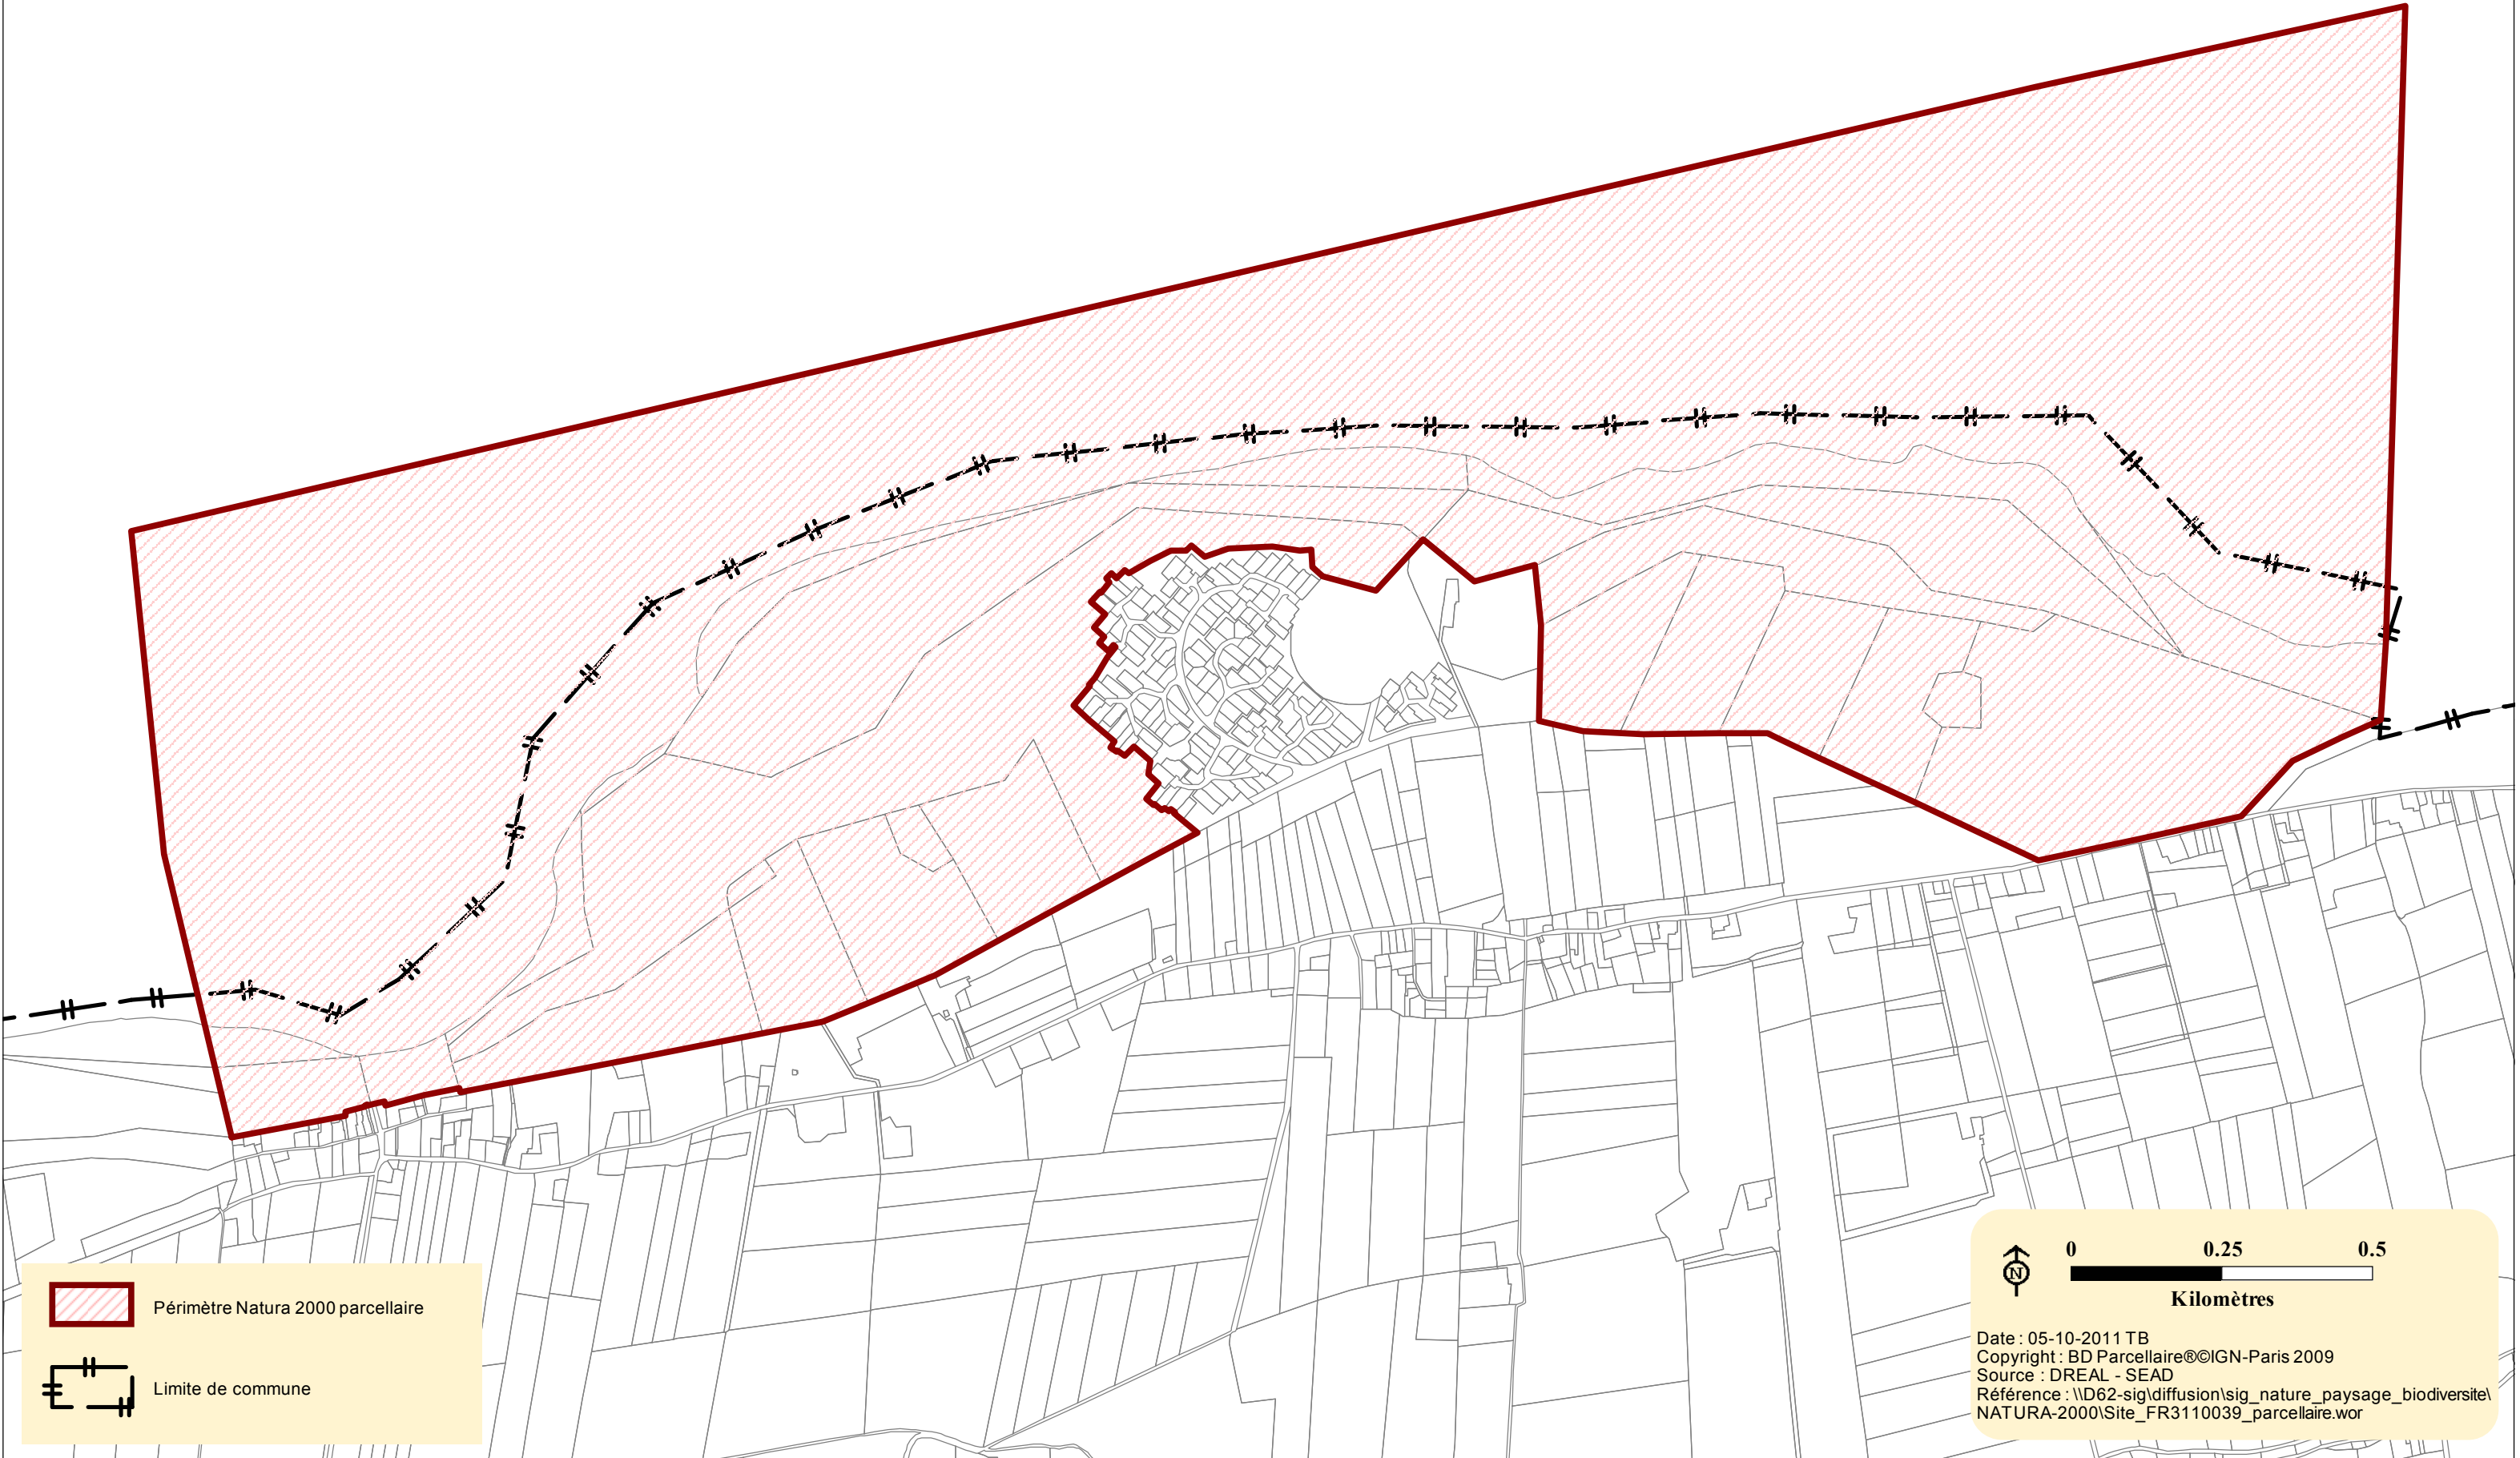 Périmètre Natura 2000 parcellaire
Limite de commune
N
0 0.25 0.5
Kilomètres
Date : 05-10-2011 TB
Copyright : BD Parcellaire®©IGN-Paris 2009
Source : DREAL - SEAD
Référence : \\D62-sig\diffusion\sig_nature_paysage_biodiversite\
NATURA-2000\Site_FR3110039_parcellaire.wor